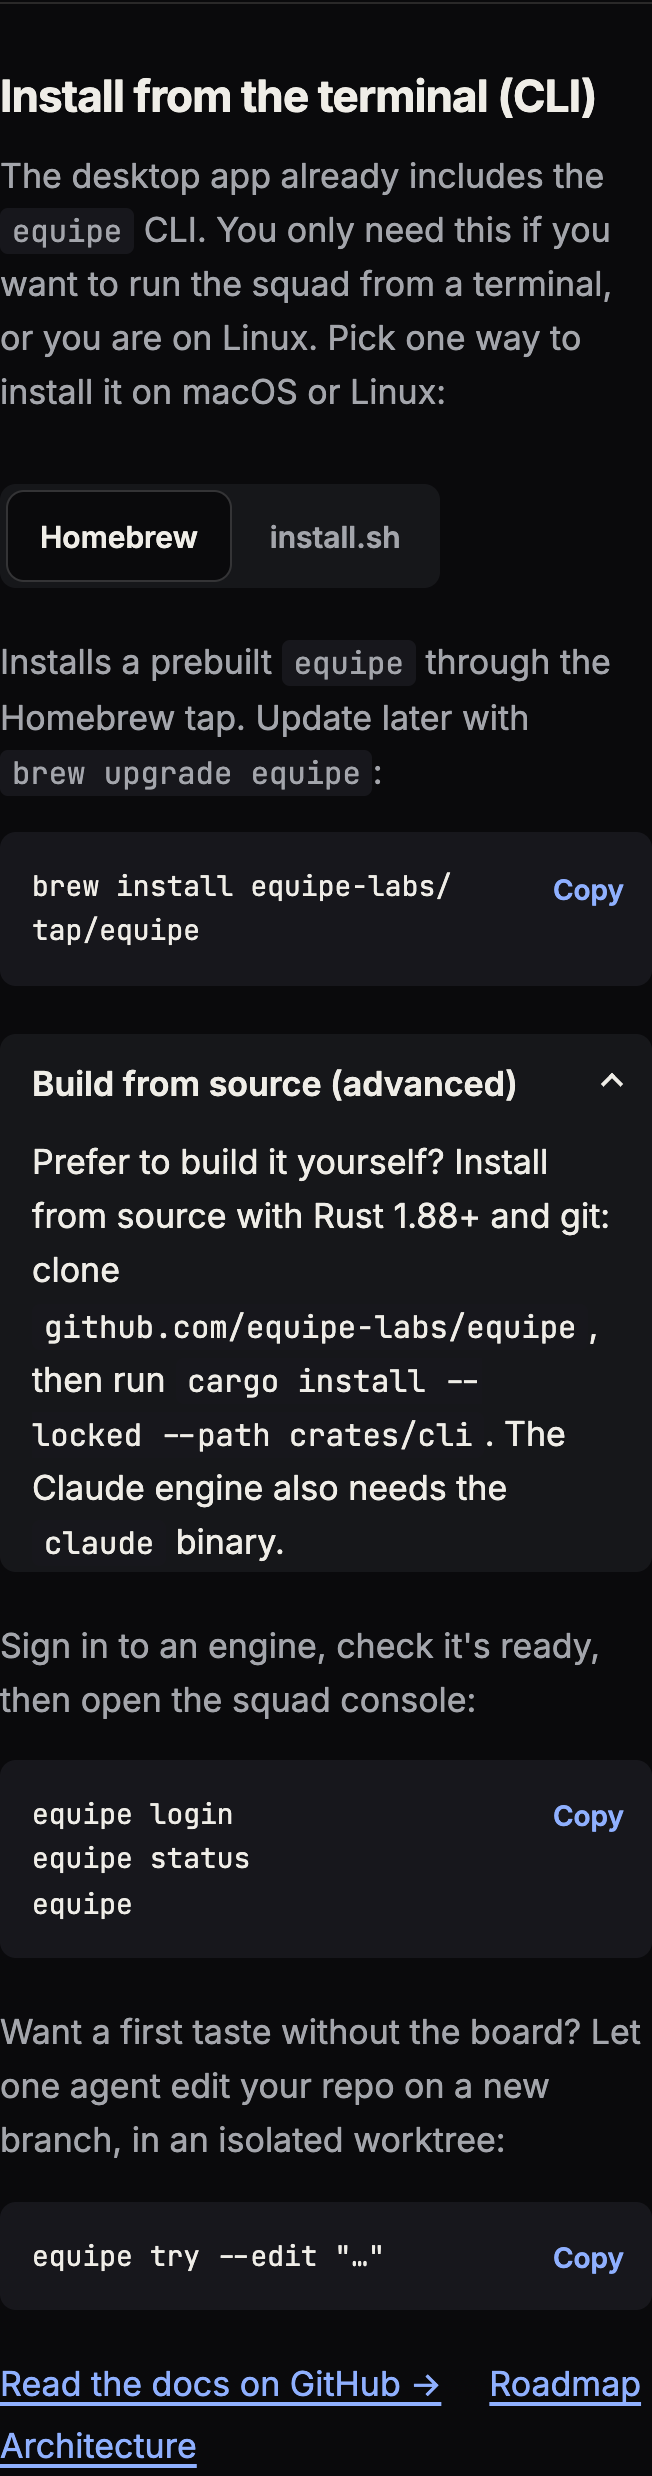 Install from the terminal (CLI)
The desktop app already includes the
equipe CLI. You only need this if you
want to run the squad from a terminal,
or you are on Linux. Pick one way to
install it on macOS or Linux:
Homebrew install.sh
Installs a prebuilt equipe through the
Homebrew tap. Update later with
brew upgrade equipe:
brew install equipe-labs/
tap/equipe
Copy
Build from source (advanced)
Prefer to build it yourself? Install
from source with Rust 1.88+ and git:
clone
github.com/equipe-labs/equipe,
then run cargo install --
locked --path crates/cli. The
Claude engine also needs the
claude binary.
Sign in to an engine, check it's ready,
then open the squad console:
equipe login
equipe status
equipe
Copy
Want a first taste without the board? Let
one agent edit your repo on a new
branch, in an isolated worktree:
equipe try --edit "…"
Copy
Read the docs on GitHub → Roadmap
Architecture